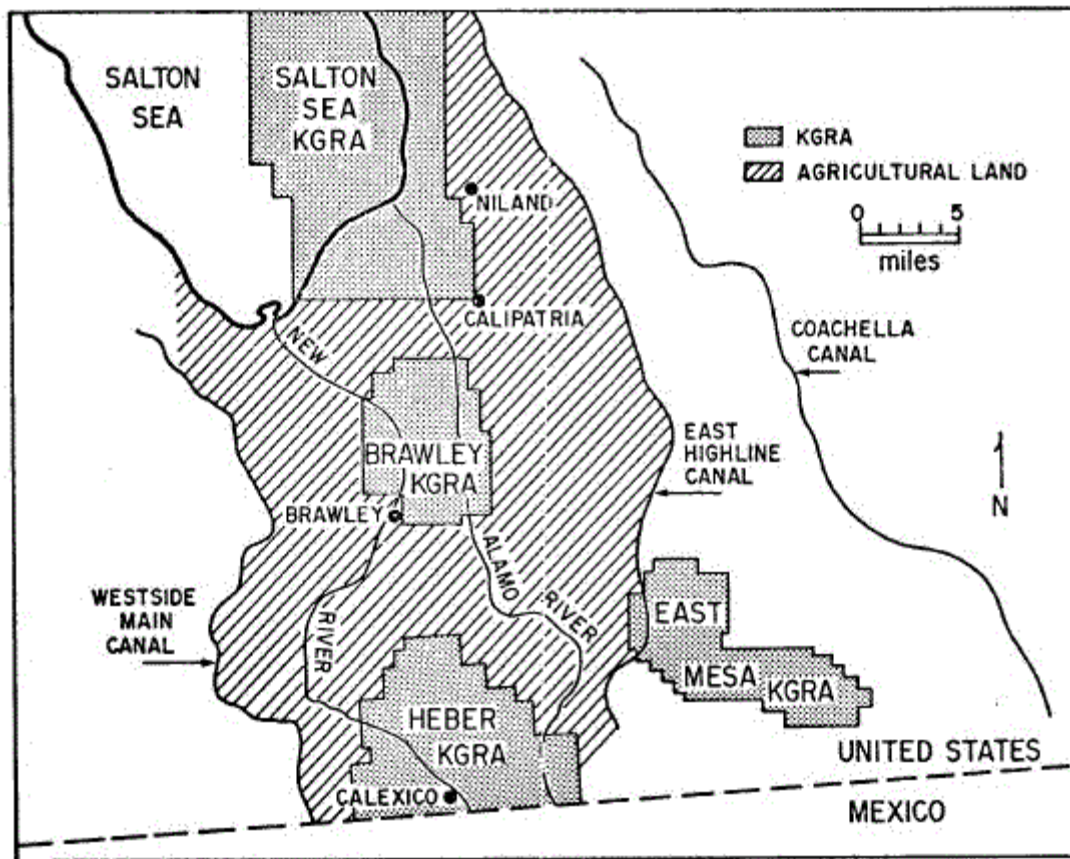 SALTON
SEA
SALTON
SEA
KGRA
KGRA
AGRICULTURAL LAND
0 5
miles
NILAND
CALIPATRIA
COACHELLA
CANAL
NEW
BRAWLEY
KGRA
EAST
HIGHLINE
CANAL
N
BRAWLEY
ALAMO
RIVER
WESTSIDE
MAIN
CANAL
RIVER
EAST
MESA KGRA
HEBER
KGRA
UNITED STATES
CALEXICO
MEXICO